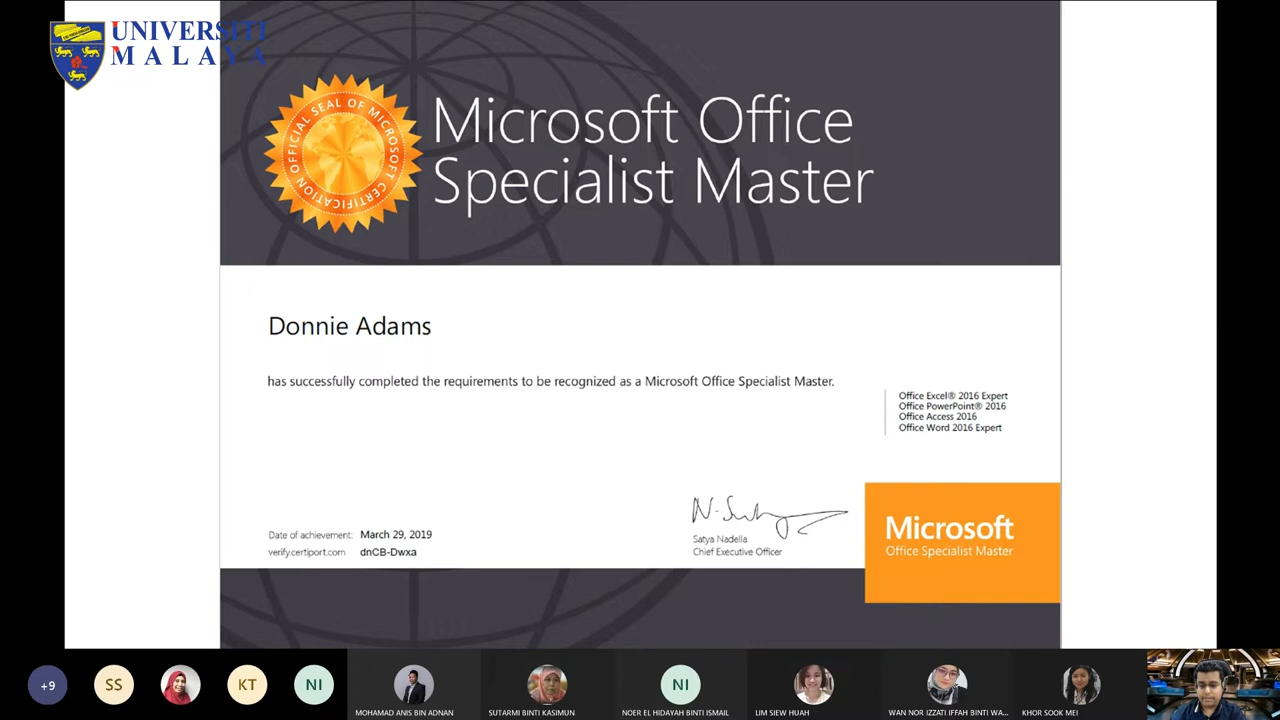 UNIVERSITI
MALAYA
OFFICIAL SEAL OF MICROSOFT CERTIFICATION
Microsoft Office
Specialist Master
Donnie Adams
has successfully completed the requirements to be recognized as a Microsoft Office Specialist Master.
Office Excel® 2016 Expert
Office PowerPoint® 2016
Office Access 2016
Office Word 2016 Expert
Date of achievement: March 29, 2019
verify.certiport.com dnCB-Dwxa
Satya Nadella
Chief Executive Officer
Microsoft
Office Specialist Master
+9
SS
KT
NI
NI
MOHAMAD ANIS BIN ADNAN
SUTARMI BINTI KASIMUN
NOER EL HIDAYAH BINTI ISMAIL
LIM SIEW HUAH
WAN NOR IZZATI IFFAH BINTI WA...
KHOR SOOK MEI